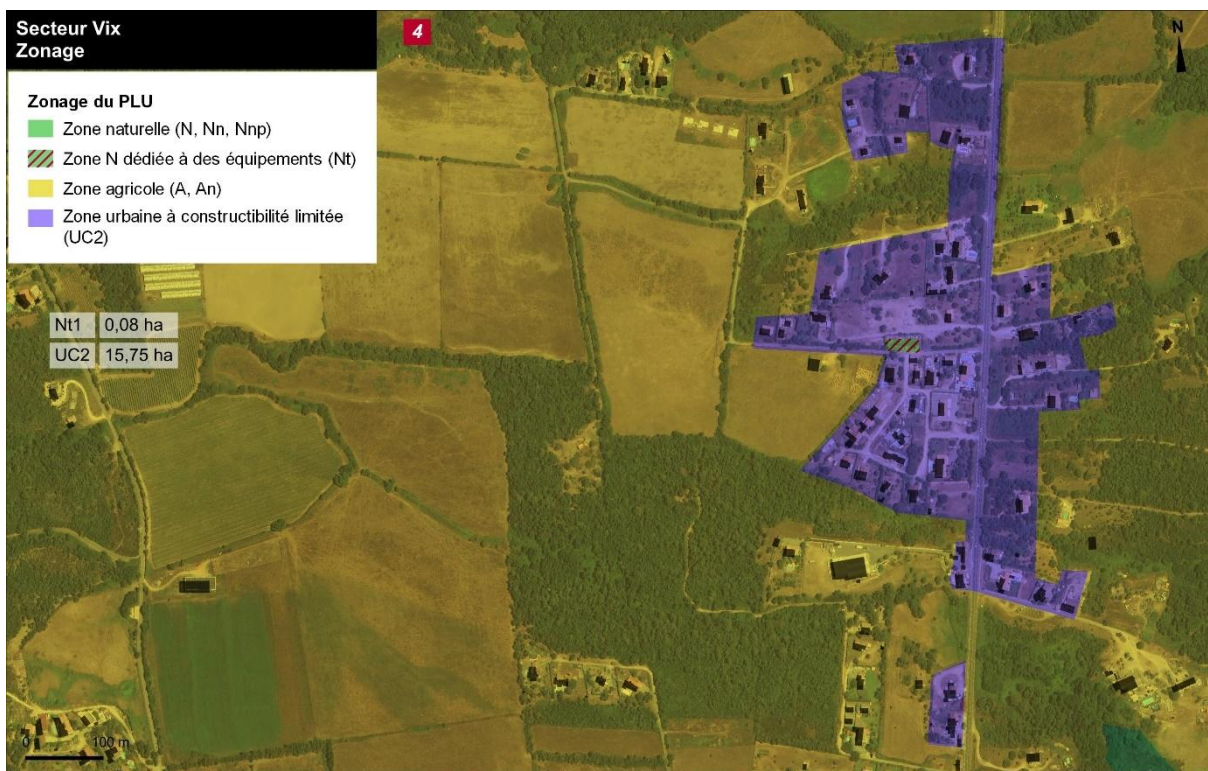 Secteur Vix
Zonage
4
N
Zonage du PLU
Zone naturelle (N, Nn, Nnp)
Zone N dédiée à des équipements (Nt)
Zone agricole (A, An)
Zone urbaine à constructibilité limitée
(UC2)
Nt1 0,08 ha
UC2 15,75 ha
0 100 m